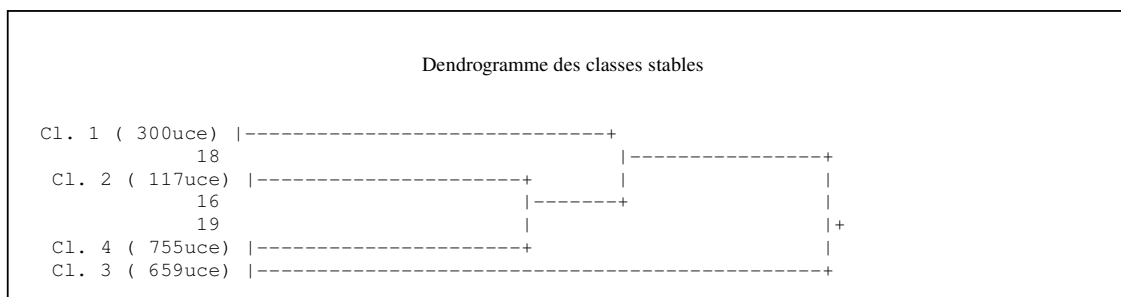 Dendrogramme des classes stables
Cl. 1 ( 300uce) |------------------------------+
18 |----------------+
Cl. 2 ( 117uce) |----------------------+ | |
16 |-------+ |
19 | |+
Cl. 4 ( 755uce) |----------------------+ |
Cl. 3 ( 659uce) |-----------------------------------------------+